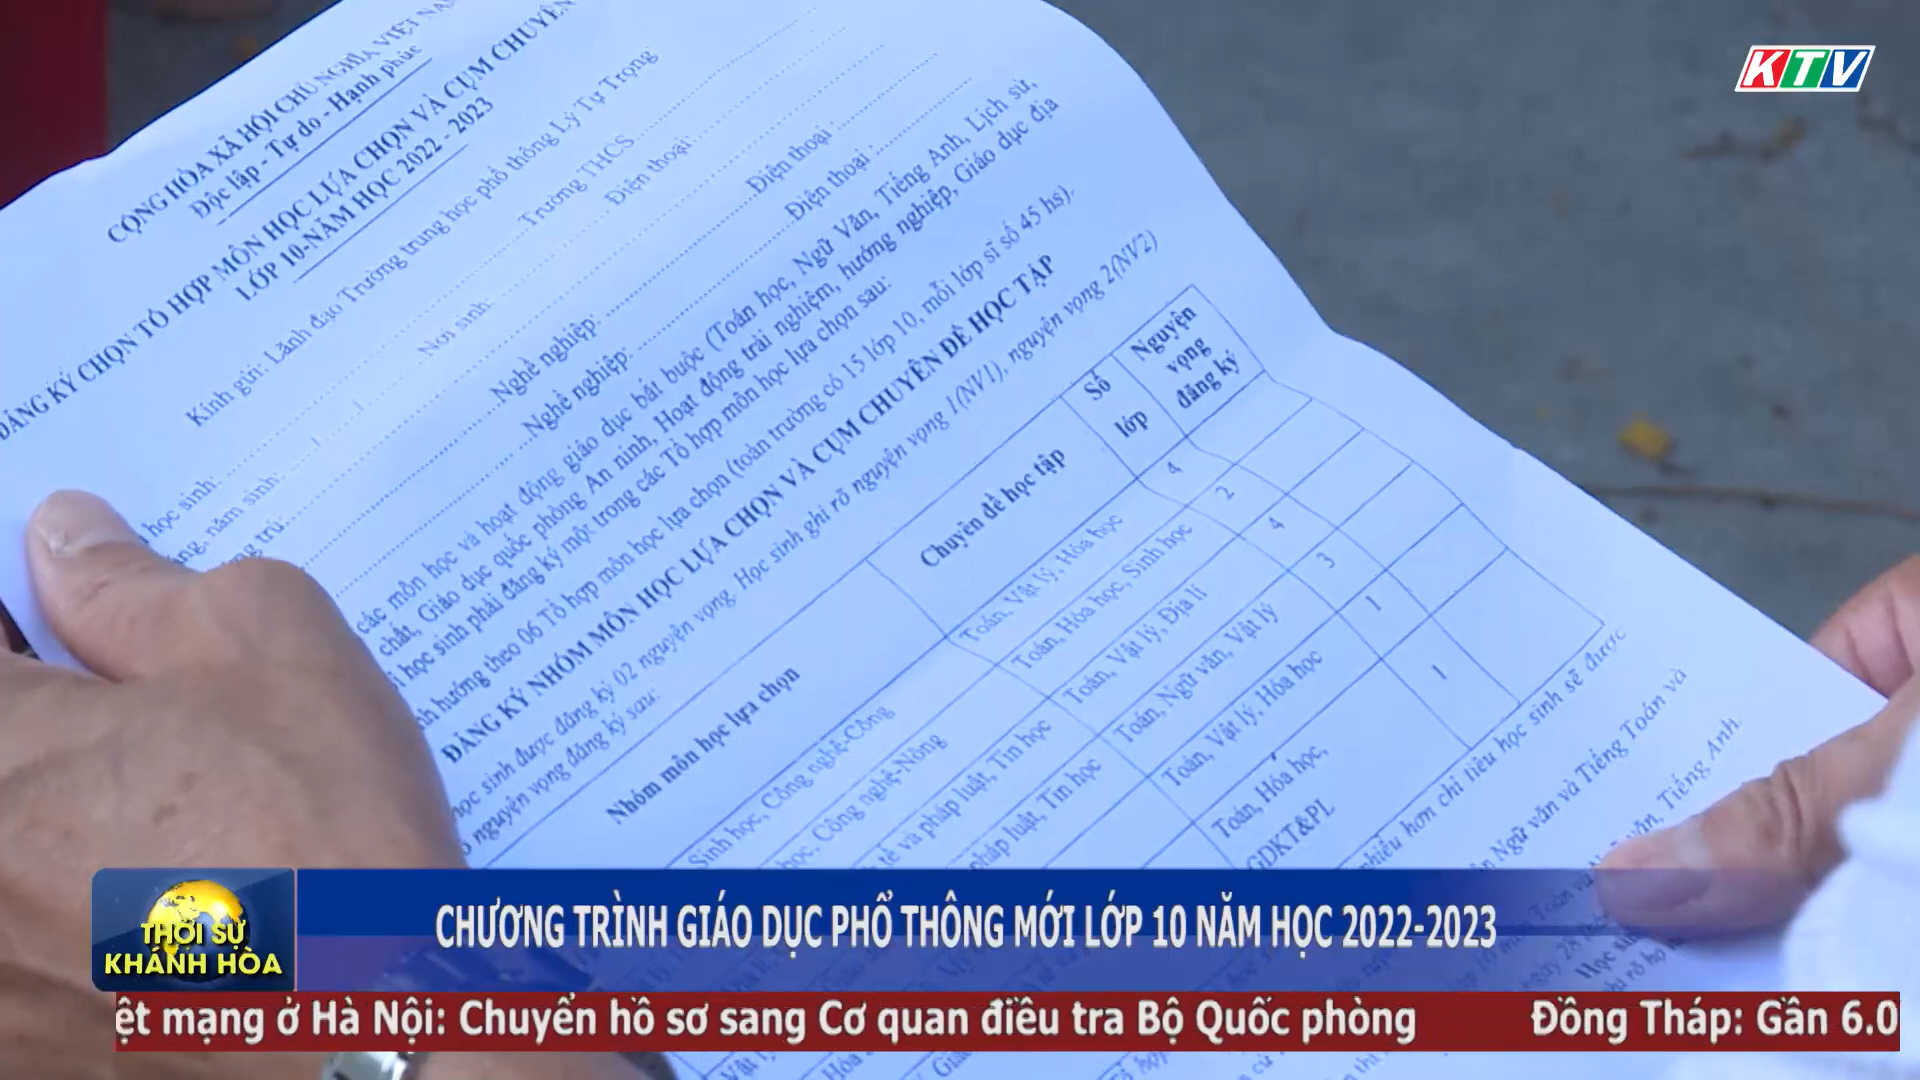 KTV
CỘNG HÒA XÃ HỘI CHỦ NGHĨA VIỆT NAM
Độc lập - Tự do - Hạnh phúc
ĐĂNG KÝ CHỌN TỔ HỢP MÔN HỌC LỰA CHỌN VÀ CỤM CHUYÊN
LỚP 10-NĂM HỌC 2022 - 2023
Kính gửi: Lãnh đạo Trường trung học phổ thông Lý Tự Trọng
học sinh: Trường THCS
năm sinh: / / Nơi sinh: Điện thoại:
trú:
Nghề nghiệp: Điện thoại :
Nghề nghiệp: Điện thoại :
các môn học và hoạt động giáo dục bắt buộc (Toán học, Ngữ Văn, Tiếng Anh, Lịch sử,
chất, Giáo dục quốc phòng An ninh, Hoạt động trải nghiệm, hướng nghiệp, Giáo dục địa
học sinh phải đăng ký một trong các Tổ hợp môn học lựa chọn sau:
hướng theo 06 Tổ hợp môn học lựa chọn (toàn trường có 15 lớp 10, mỗi lớp sĩ số 45 hs).
ĐĂNG KÝ NHÓM MÔN HỌC LỰA CHỌN VÀ CỤM CHUYÊN ĐỀ HỌC TẬP
học sinh được đăng ký 02 nguyện vọng. Học sinh ghi rõ nguyện vọng 1(NV1), nguyện vọng 2(NV2)
nguyện vọng đăng ký sau:
Nhóm môn học lựa chọn Chuyên đề học tập Số lớp Nguyện vọng đăng ký
Sinh học, Công nghệ-Công Toán, Vật lý, Hóa học 4
học, Công nghệ-Nông Toán, Hóa học, Sinh học 2
tế và pháp luật, Tin học Toán, Vật lý, Địa lí 4
pháp luật, Tin học Toán, Ngữ văn, Vật lý 3
Toán, Vật lý, Hóa học 1
Toán, Hóa học, 1
GDKT&PL
nhiều hơn chỉ tiêu học sinh sẽ được
Ngữ văn và Tiếng Toán và
văn, Tiếng Anh.
THỜI SỰ
KHÁNH HÒA
CHƯƠNG TRÌNH GIÁO DỤC PHỔ THÔNG MỚI LỚP 10 NĂM HỌC 2022-2023
ệt mạng ở Hà Nội: Chuyển hồ sơ sang Cơ quan điều tra Bộ Quốc phòng Đồng Tháp: Gần 6.0